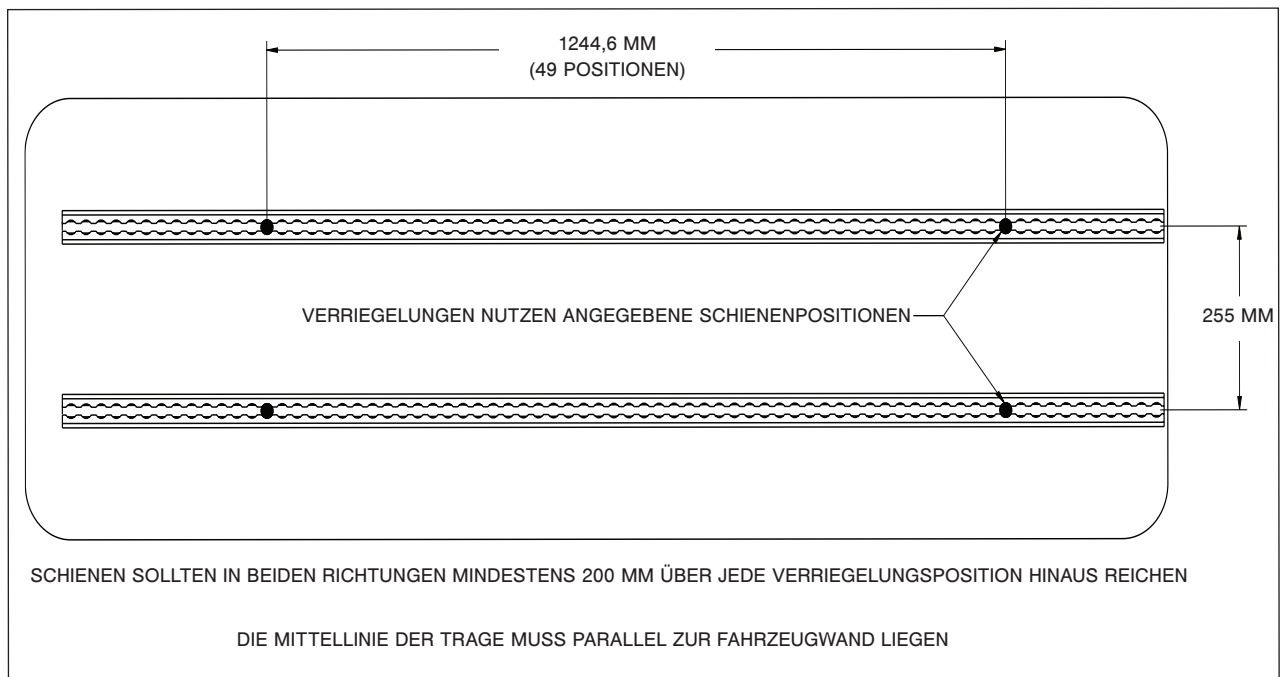 1244,6 MM
(49 POSITIONEN)
VERRIEGELUNGEN NUTZEN ANGEGEBENE SCHIENENPOSITIONEN
255 MM
SCHIENEN SOLLTEN IN BEIDEN RICHTUNGEN MINDESTENS 200 MM ÜBER JEDE VERRIEGELUNGSPOSITION HINAUS REICHEN
DIE MITTELLINIE DER TRAGE MUSS PARALLEL ZUR FAHRZEUGWAND LIEGEN